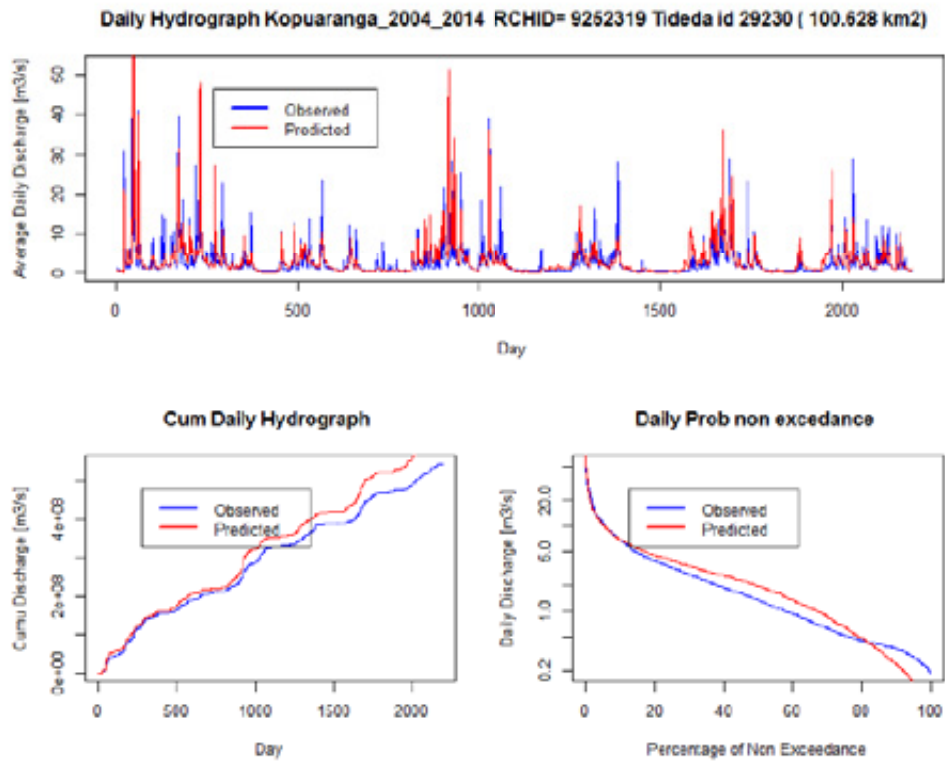 Daily Hydrograph Kopuaranga_2004_2014 RCHID= 9252319 Tideda id 29230 ( 100.628 km2)
Average Daily Discharge [m3/s]
50
40
30
20
10
0
Observed
Predicted
0 500 1000 1500 2000
Day
Cum Daily Hydrograph
Cumu Discharge [m3/s]
4e+08
2e+08
0e+00
Observed
Predicted
0 500 1000 1500 2000
Day
Daily Prob non excedance
Daily Discharge [m3/s]
20.0
5.0
1.0
0.2
Observed
Predicted
0 20 40 60 80 100
Percentage of Non Exceedance